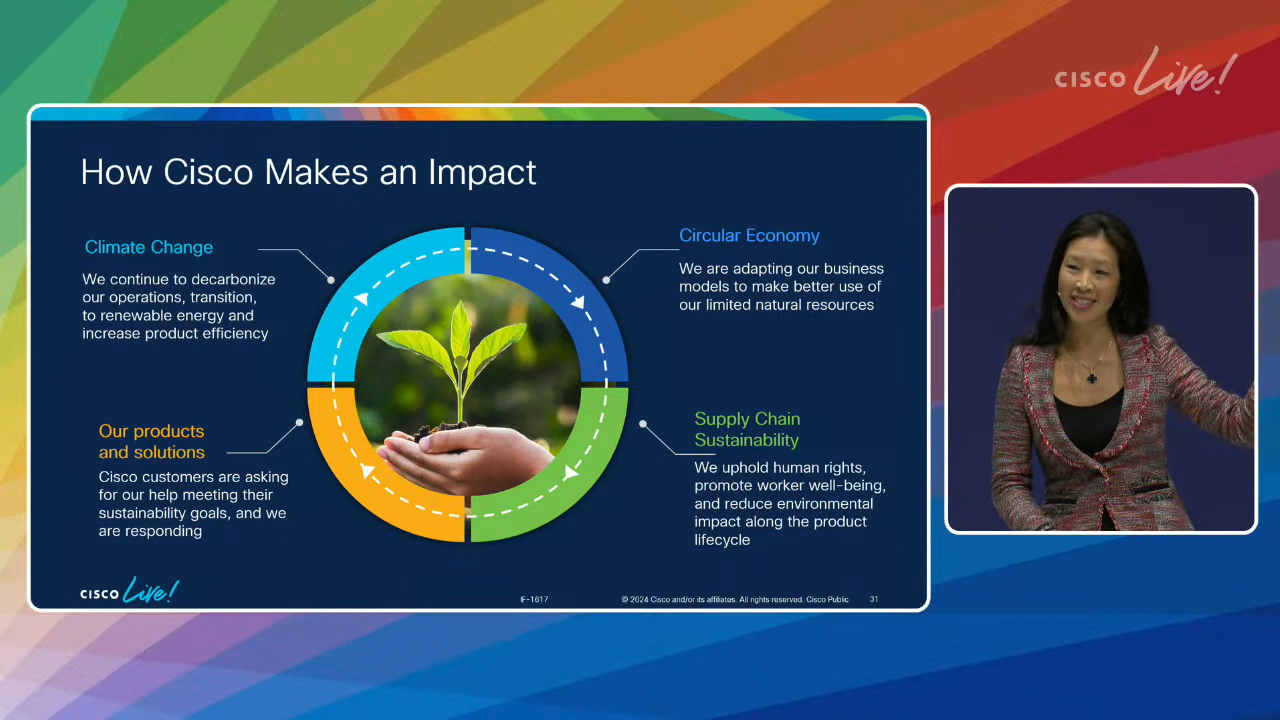 CISCO Live!
How Cisco Makes an Impact
Climate Change
We continue to decarbonize
our operations, transition,
to renewable energy and
increase product efficiency
Circular Economy
We are adapting our business
models to make better use of
our limited natural resources
Our products
and solutions
Cisco customers are asking
for our help meeting their
sustainability goals, and we
are responding
Supply Chain
Sustainability
We uphold human rights,
promote worker well-being,
and reduce environmental
impact along the product
lifecycle
CISCO Live!
IF-1617
© 2024 Cisco and/or its affiliates. All rights reserved. Cisco Public
31